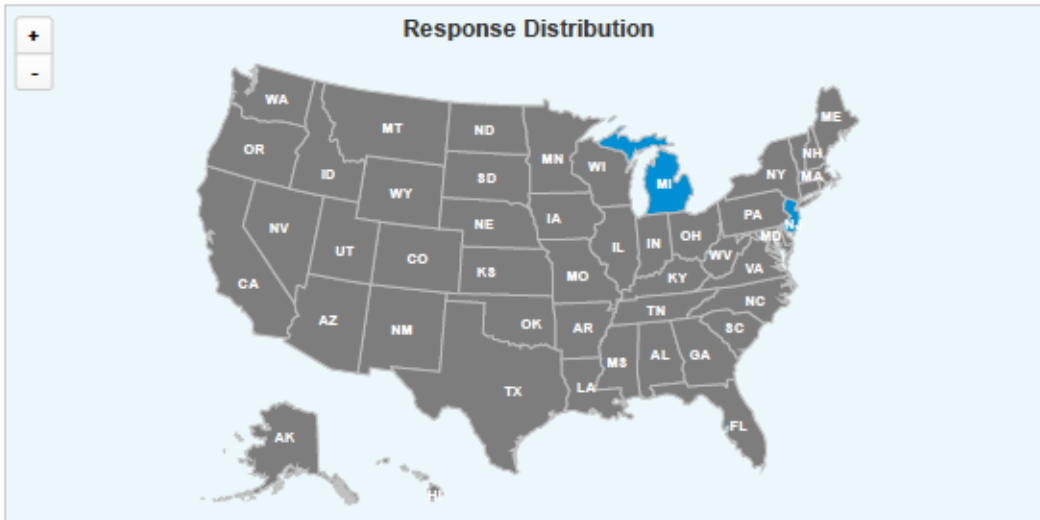 Response Distribution
+
-
WA
MT
ND
MN
ME
OR
ID
SD
WI
MI
NY
NH
MA
WY
NV
UT
NE
IA
PA
NJ
CO
KS
IL
IN
OH
MD
WV
VA
CA
MO
KY
NC
AZ
NM
OK
AR
TN
SC
MS
AL
GA
TX
LA
FL
AK
HI